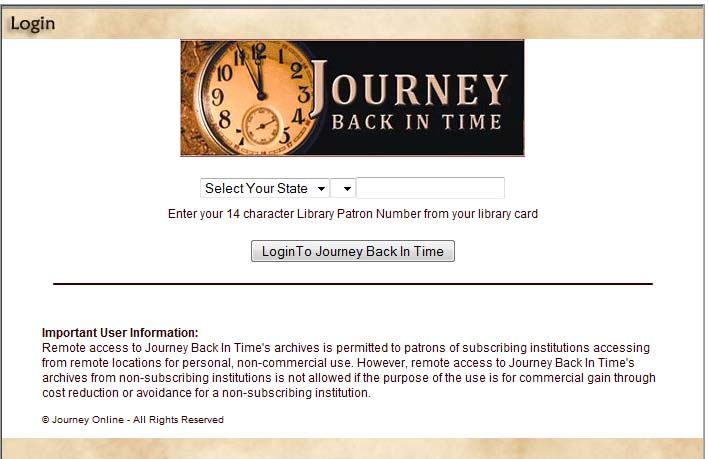 Login
JOURNEY
BACK IN TIME
Select Your State
Enter your 14 character Library Patron Number from your library card
LoginTo Journey Back In Time
Important User Information:
Remote access to Journey Back In Time's archives is permitted to patrons of subscribing institutions accessing
from remote locations for personal, non-commercial use. However, remote access to Journey Back In Time's
archives from non-subscribing institutions is not allowed if the purpose of the use is for commercial gain through
cost reduction or avoidance for a non-subscribing institution.
© Journey Online - All Rights Reserved